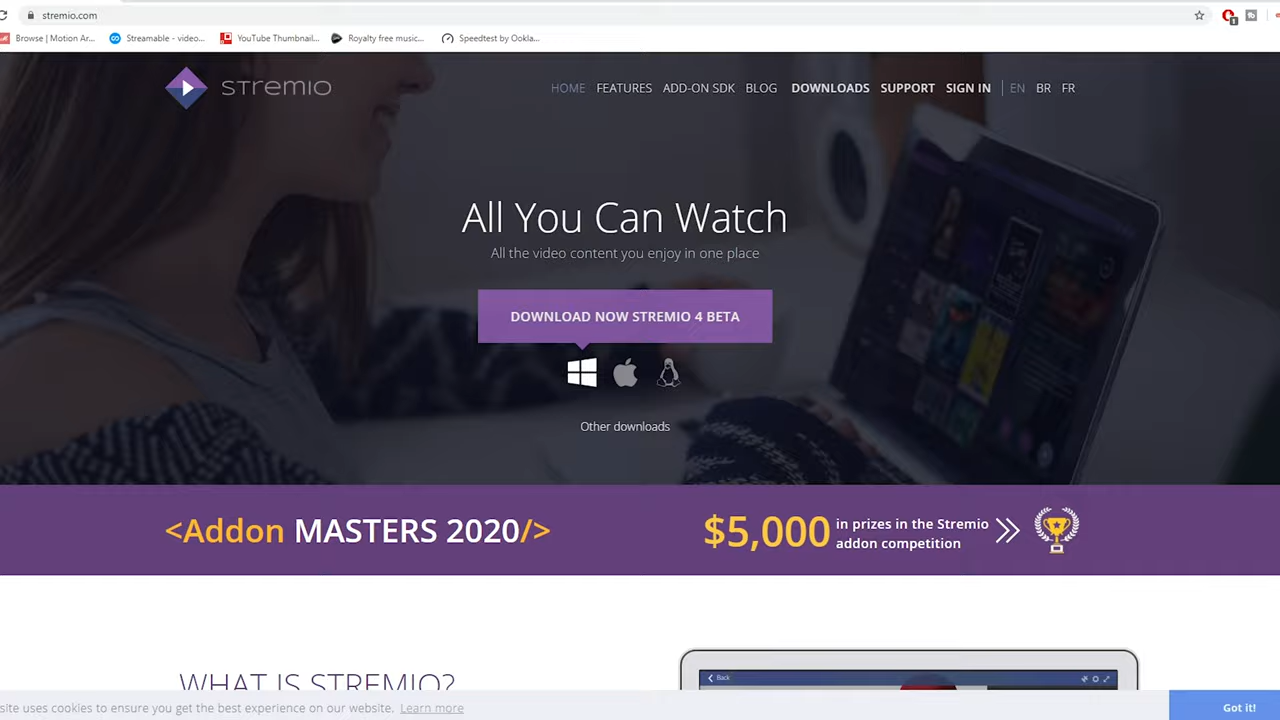 stremio.com
Browse | Motion Ar... Streamable - video... YouTube Thumbnail... Royalty free music... Speedtest by Ookla...
STREMIO HOME FEATURES ADD-ON SDK BLOG DOWNLOADS SUPPORT SIGN IN EN BR FR
All You Can Watch
All the video content you enjoy in one place
DOWNLOAD NOW STREMIO 4 BETA
Other downloads
<Addon MASTERS 2020/>
$5,000
in prizes in the Stremio
addon competition
WHAT IS STREMIO?
Back
site uses cookies to ensure you get the best experience on our website. Learn more
Got it!